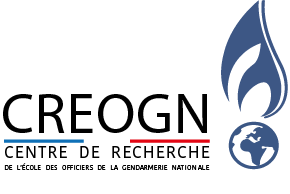 CREOGN
CENTRE DE RECHERCHE
DE L'ÉCOLE DES OFFICIERS DE LA GENDARMERIE NATIONALE